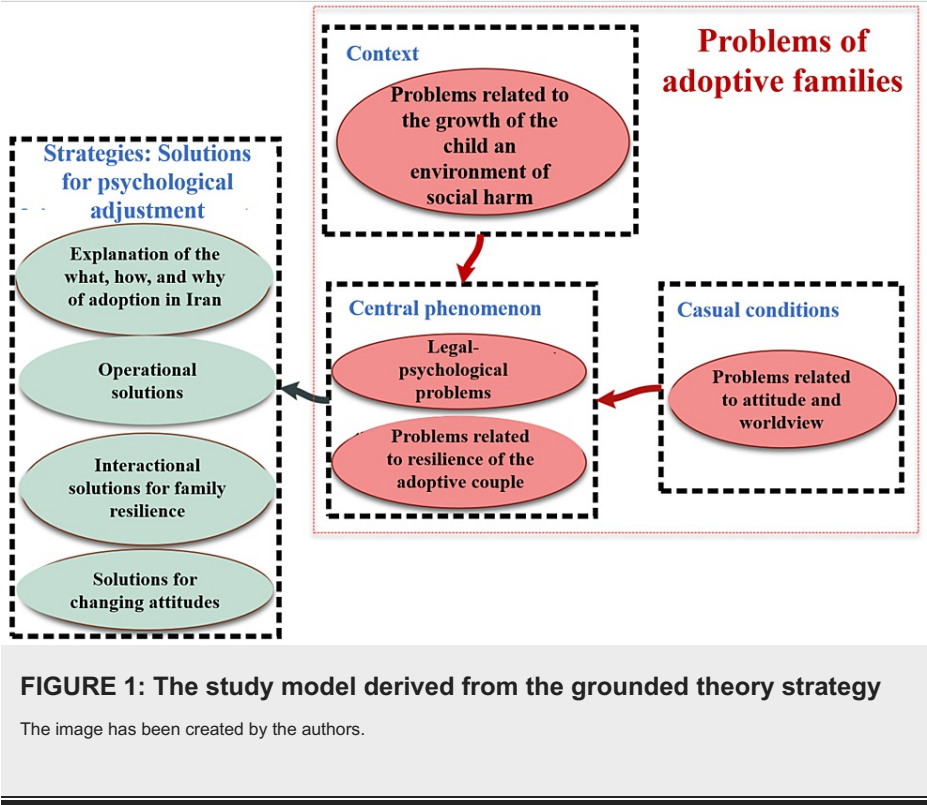 Problems of
adoptive families
Context
Problems related to
the growth of the
child an
environment of
social harm
Strategies: Solutions
for psychological
adjustment
Explanation of the
what, how, and why
of adoption in Iran
Operational
solutions
Interactional
solutions for family
resilience
Solutions for
changing attitudes
Central phenomenon
Legal-
psychological
problems
Problems related
to resilience of the
adoptive couple
Casual conditions
Problems related
to attitude and
worldview
FIGURE 1: The study model derived from the grounded theory strategy
The image has been created by the authors.